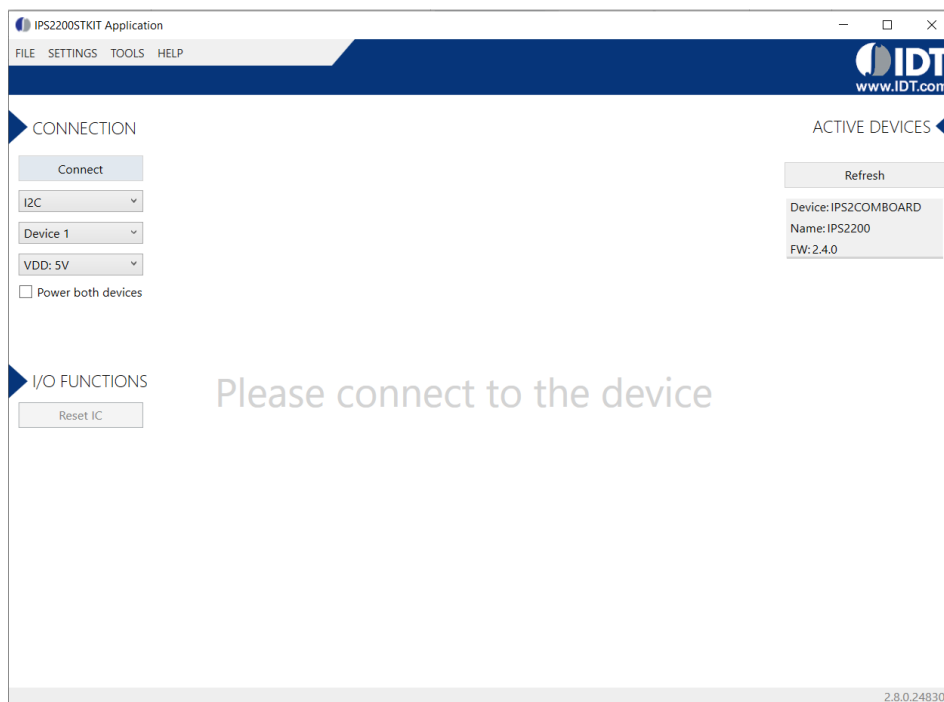 IPS2200STKIT Application
FILE SETTINGS TOOLS HELP
IDT
www.IDT.com
CONNECTION
Connect
I2C
Device 1
VDD: 5V
Power both devices
I/O FUNCTIONS
Reset IC
Please connect to the device
ACTIVE DEVICES
Refresh
Device: IPS2COMBOARD
Name: IPS2200
FW: 2.4.0
2.8.0.24830